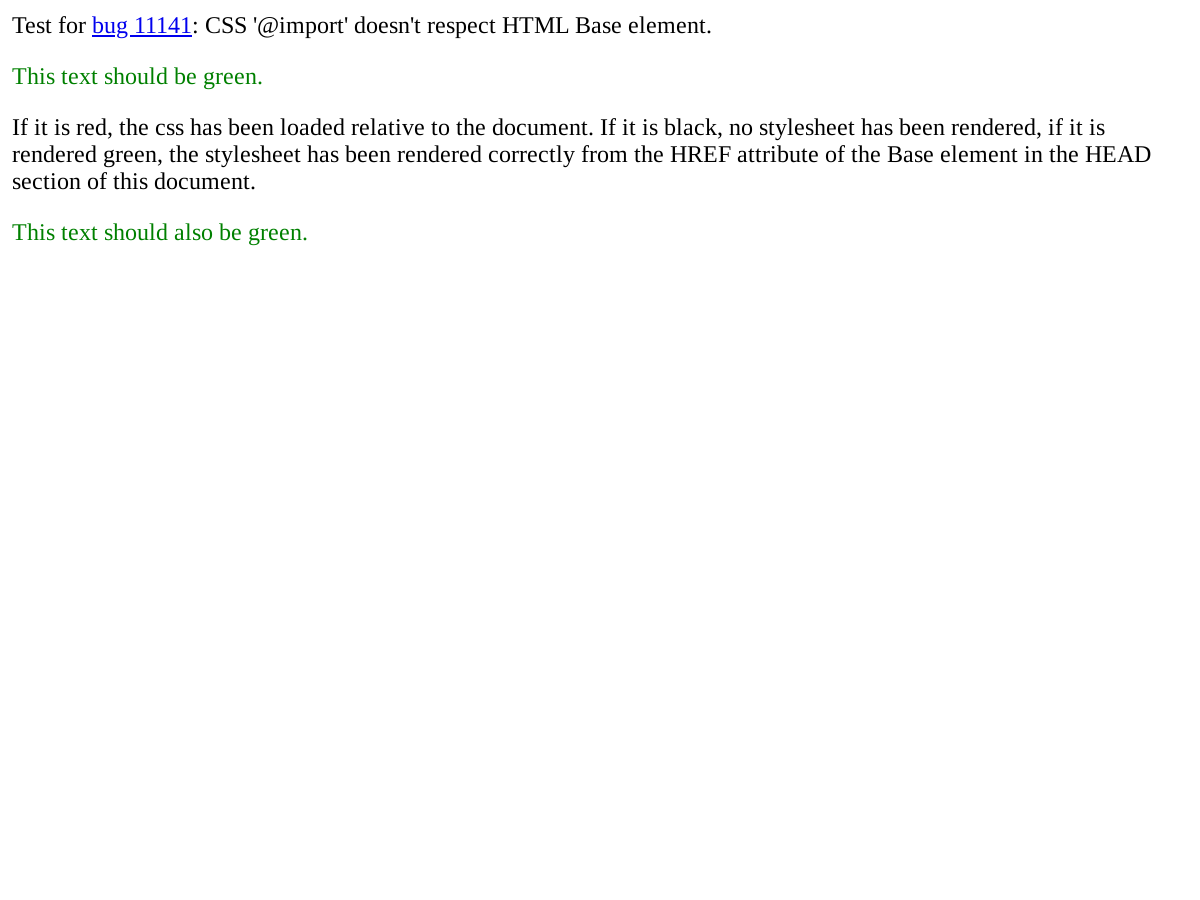 Test for bug 11141: CSS '@import' doesn't respect HTML Base element.
This text should be green.
If it is red, the css has been loaded relative to the document. If it is black, no stylesheet has been rendered, if it is
rendered green, the stylesheet has been rendered correctly from the HREF attribute of the Base element in the HEAD
section of this document.
This text should also be green.